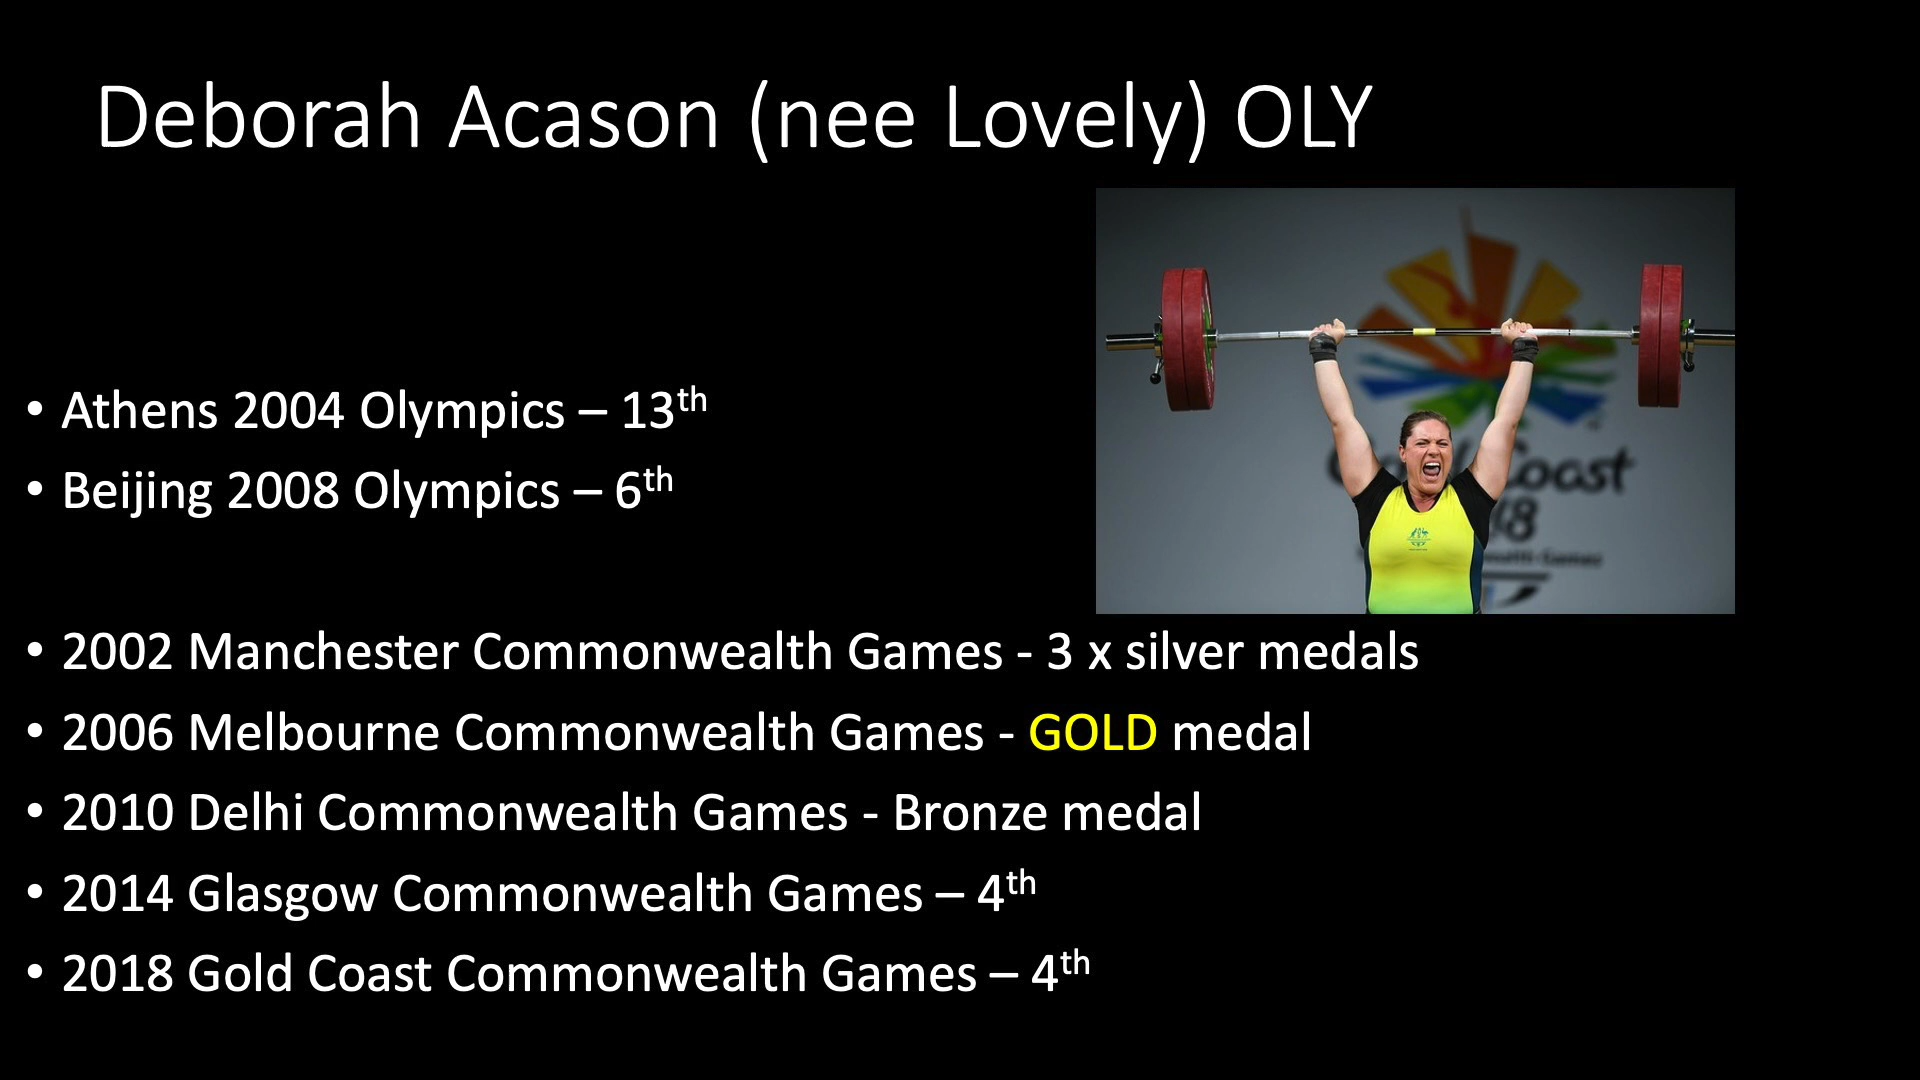 Deborah Acason (nee Lovely) OLY
• Athens 2004 Olympics – 13th
• Beijing 2008 Olympics – 6th
• 2002 Manchester Commonwealth Games - 3 x silver medals
• 2006 Melbourne Commonwealth Games - GOLD medal
• 2010 Delhi Commonwealth Games - Bronze medal
• 2014 Glasgow Commonwealth Games – 4th
• 2018 Gold Coast Commonwealth Games – 4th
Coast
Games